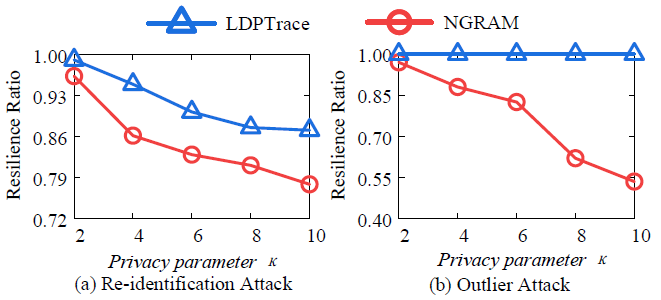 LDPTrace NGRAM
Resilience Ratio
1.00
0.93
0.86
0.79
0.72
2 4 6 8 10
Privacy parameter κ
(a) Re-identification Attack
Resilience Ratio
1.00
0.85
0.70
0.55
0.40
2 4 6 8 10
Privacy parameter κ
(b) Outlier Attack